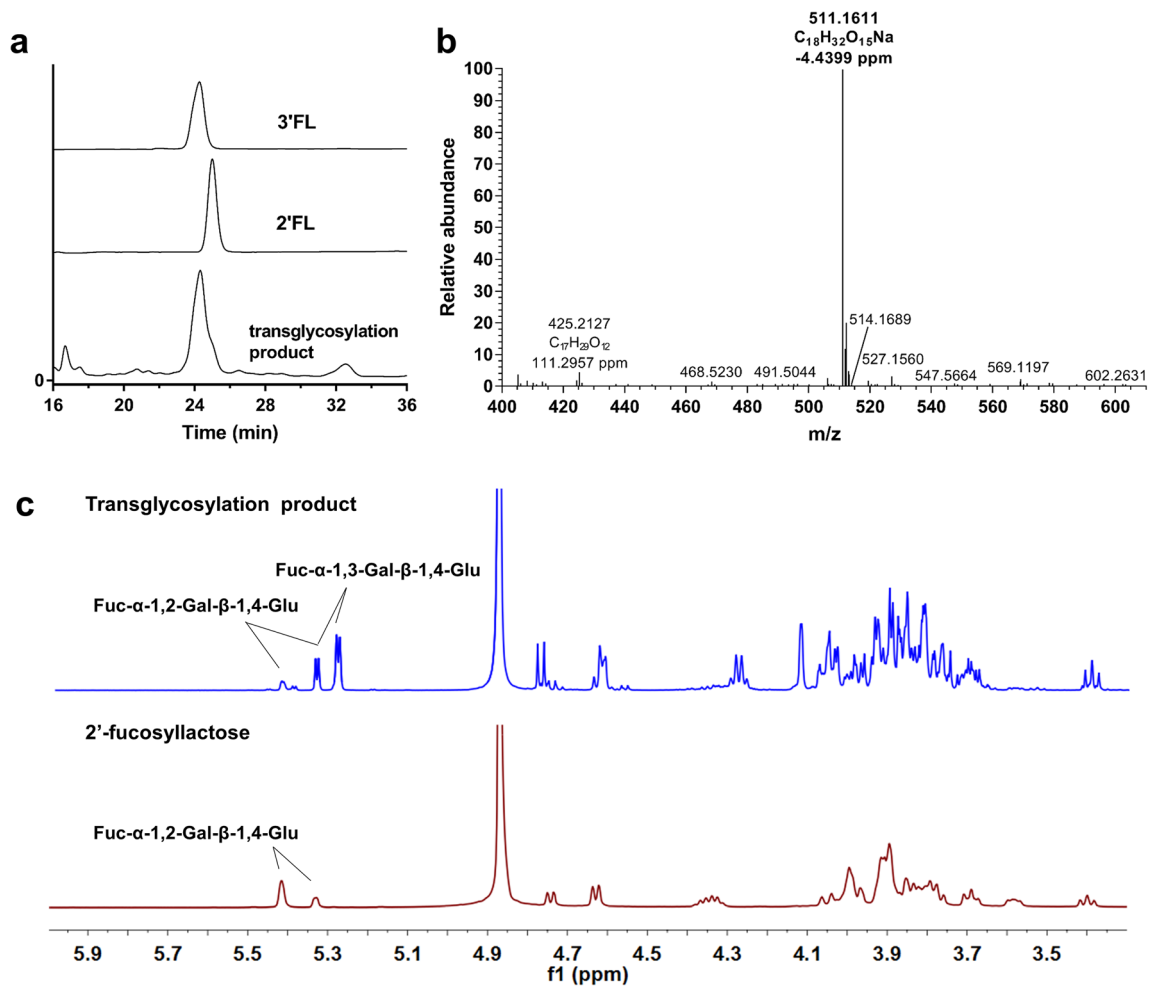 a
3'FL
2'FL
transglycosylation
product
0
16 20 24 28 32 36
Time (min)
b
511.1611
C₁₈H₃₂O₁₅Na
-4.4399 ppm
Relative abundance
100
90
80
70
60
50
40
30
20
10
0
425.2127
C₁₇H₂₉O₁₂
111.2957 ppm
468.5230
491.5044
514.1689
527.1560
547.5664
569.1197
602.2631
400 420 440 460 480 500 520 540 560 580 600
m/z
c
Transglycosylation product
Fuc-α-1,3-Gal-β-1,4-Glu
Fuc-α-1,2-Gal-β-1,4-Glu
2’-fucosyllactose
Fuc-α-1,2-Gal-β-1,4-Glu
5.9 5.7 5.5 5.3 5.1 4.9 4.7 4.5 4.3 4.1 3.9 3.7 3.5
f1 (ppm)